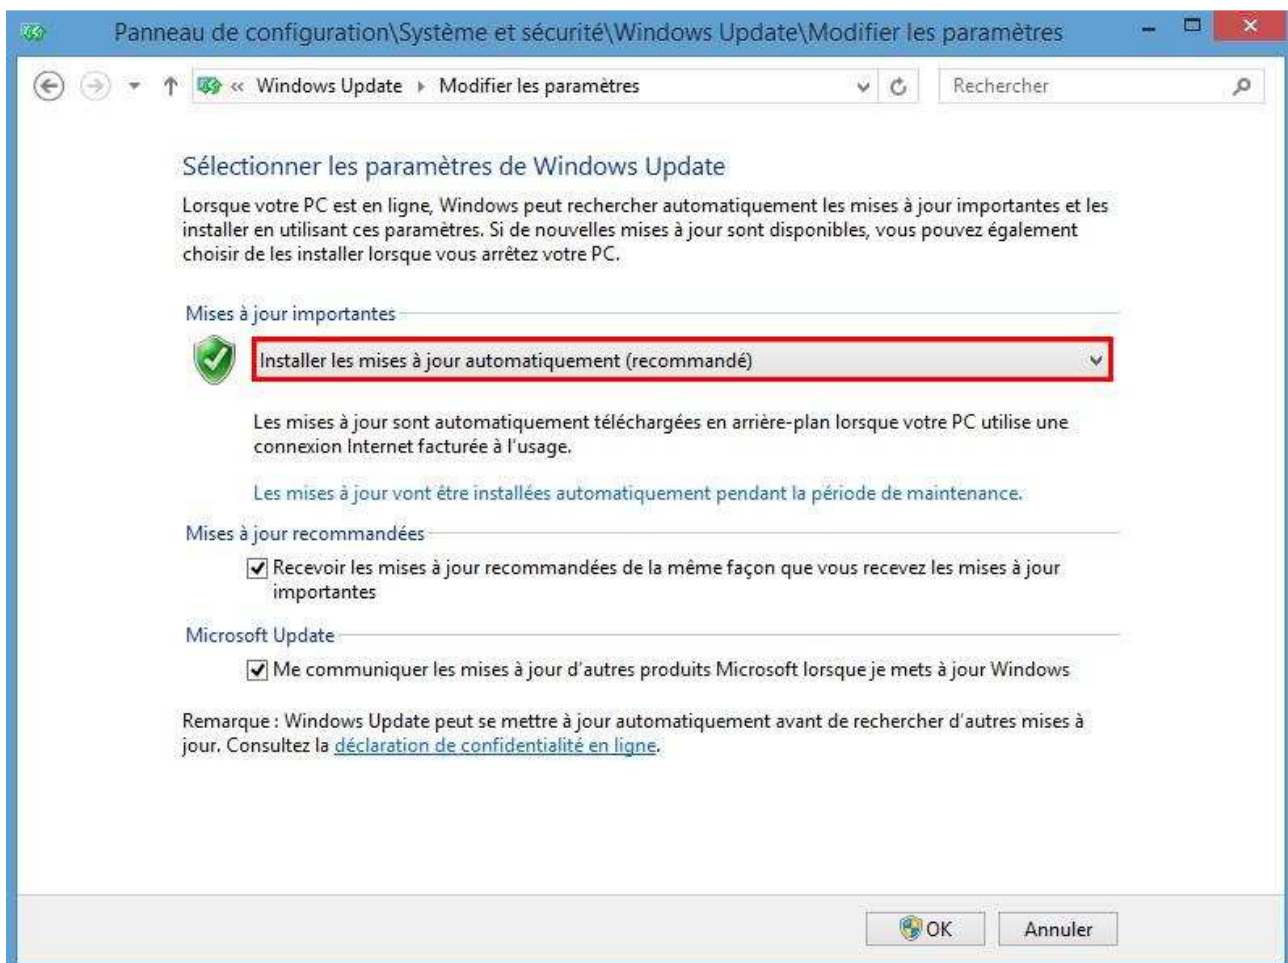 Panneau de configuration\Système et sécurité\Windows Update\Modifier les paramètres
« Windows Update Modifier les paramètres Rechercher
Sélectionner les paramètres de Windows Update
Lorsque votre PC est en ligne, Windows peut rechercher automatiquement les mises à jour importantes et les
installer en utilisant ces paramètres. Si de nouvelles mises à jour sont disponibles, vous pouvez également
choisir de les installer lorsque vous arrêtez votre PC.
Mises à jour importantes
Installer les mises à jour automatiquement (recommandé)
Les mises à jour sont automatiquement téléchargées en arrière-plan lorsque votre PC utilise une
connexion Internet facturée à l'usage.
Les mises à jour vont être installées automatiquement pendant la période de maintenance.
Mises à jour recommandées
Recevoir les mises à jour recommandées de la même façon que vous recevez les mises à jour
importantes
Microsoft Update
Me communiquer les mises à jour d'autres produits Microsoft lorsque je mets à jour Windows
Remarque : Windows Update peut se mettre à jour automatiquement avant de rechercher d'autres mises à
jour. Consultez la déclaration de confidentialité en ligne.
OK Annuler